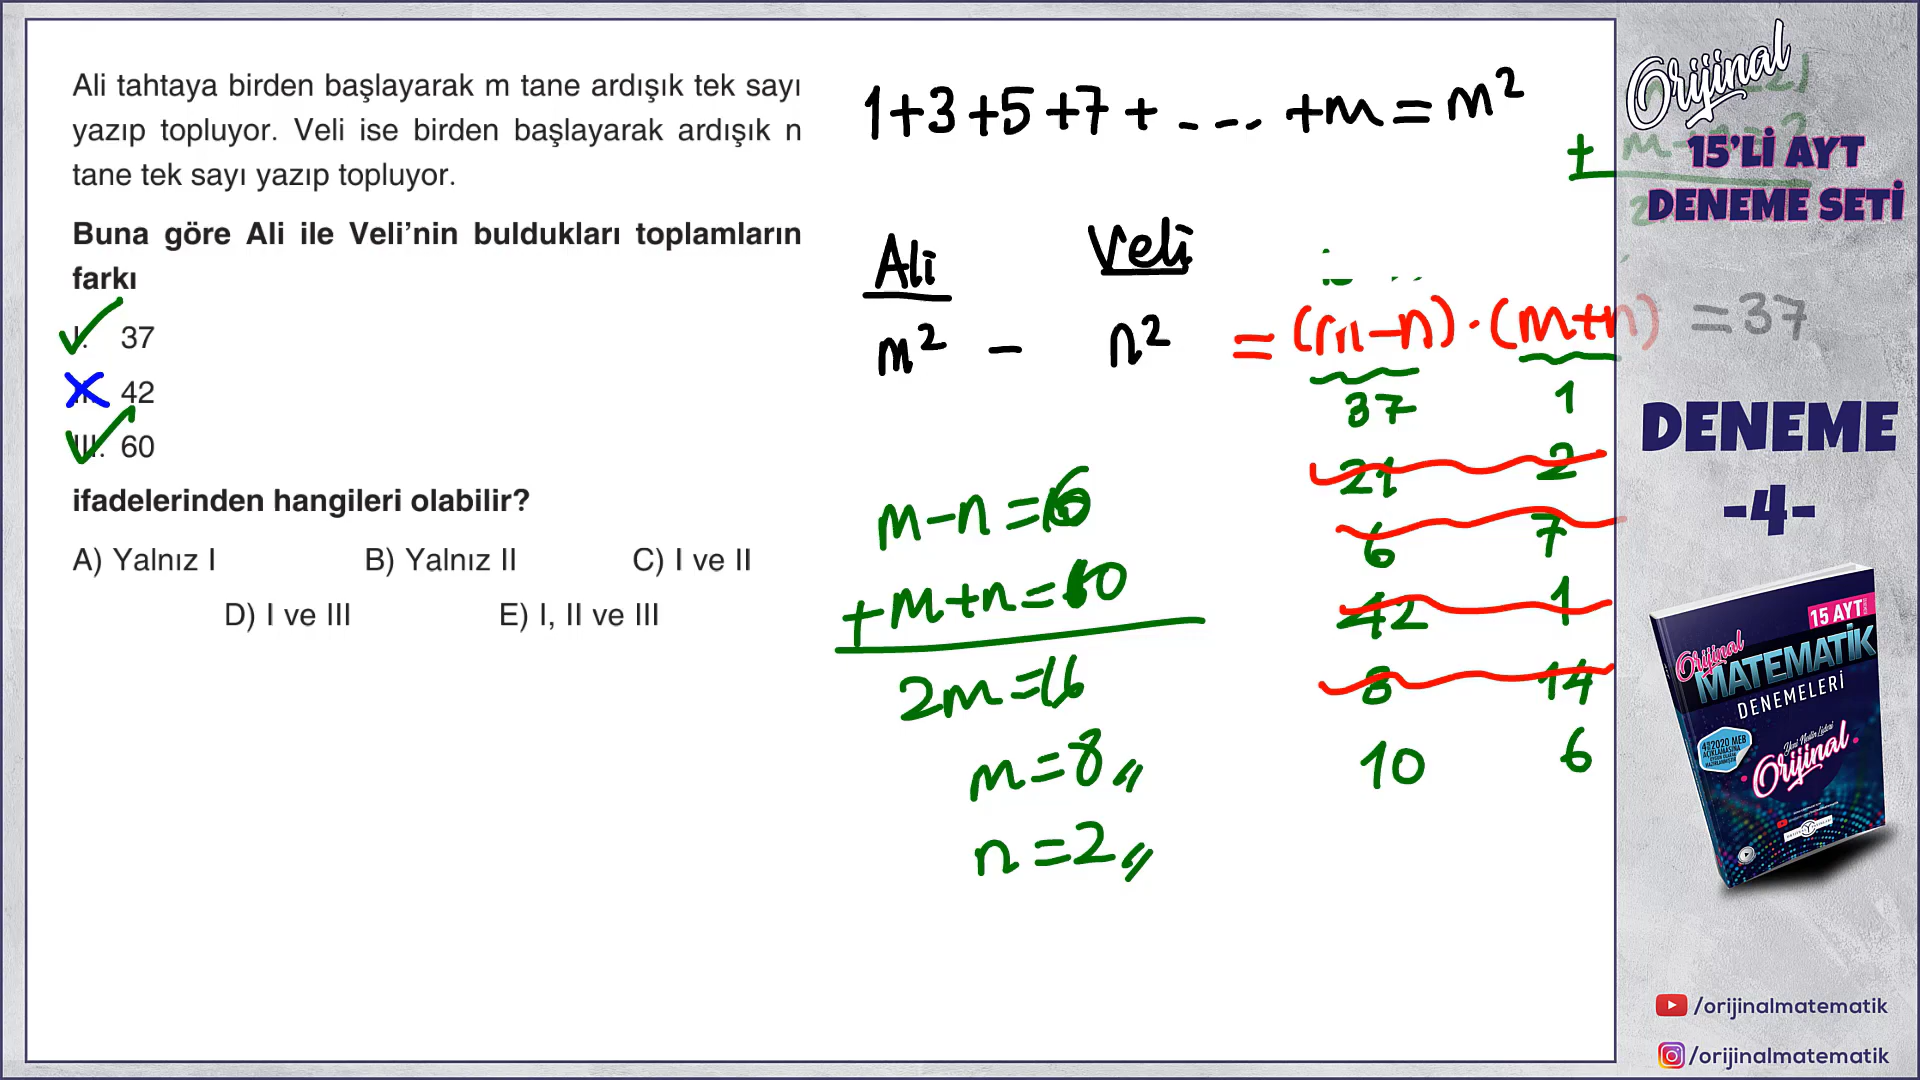 Ali tahtaya birden başlayarak m tane ardışık tek sayı
yazıp topluyor. Veli ise birden başlayarak ardışık n
tane tek sayı yazıp topluyor.
Buna göre Ali ile Veli'nin buldukları toplamların
farkı
I. 37
II. 42
III. 60
ifadelerinden hangileri olabilir?
A) Yalnız I B) Yalnız II C) I ve II
D) I ve III E) I, II ve III
1+3+5+7+ - - - .. +m = m²
Ali Veli
m² - n² = (m-n)·(m+n) = 37
37 1
21 2
6 7
42 1
3 14
10 6
m-n=6
+m+n=10
2m=16
m=8
n=2
Orijinal
15'Lİ AYT
DENEME SETİ
DENEME
-4-
15 AYT
Orijinal
MATEMATİK
DENEMELERİ
Orijinal
/orijinalmatematik
/orijinalmatematik